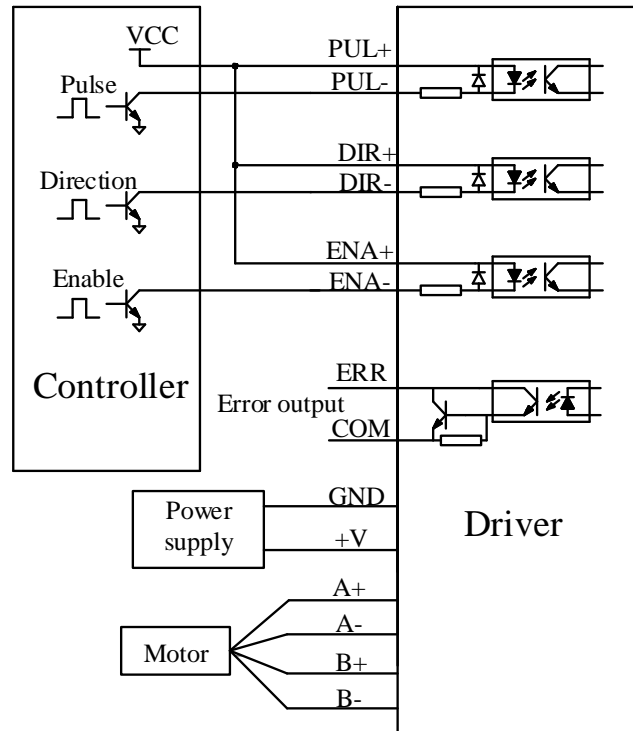 VCC
PUL+
Pulse
PUL-
DIR+
Direction
DIR-
ENA+
Enable
ENA-
Controller
ERR
Error output
COM
GND
Power
supply
+V
Driver
A+
A-
Motor
B+
B-